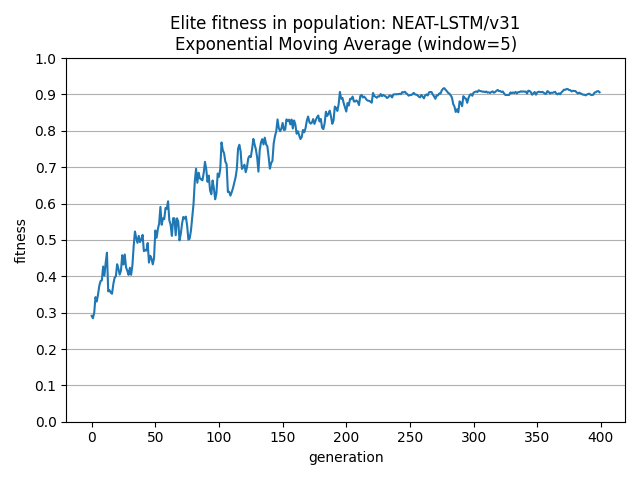 Elite fitness in population: NEAT-LSTM/v31
Exponential Moving Average (window=5)
1.0
0.9
0.8
0.7
0.6
0.5
0.4
0.3
0.2
0.1
0.0
fitness
0 50 100 150 200 250 300 350 400
generation